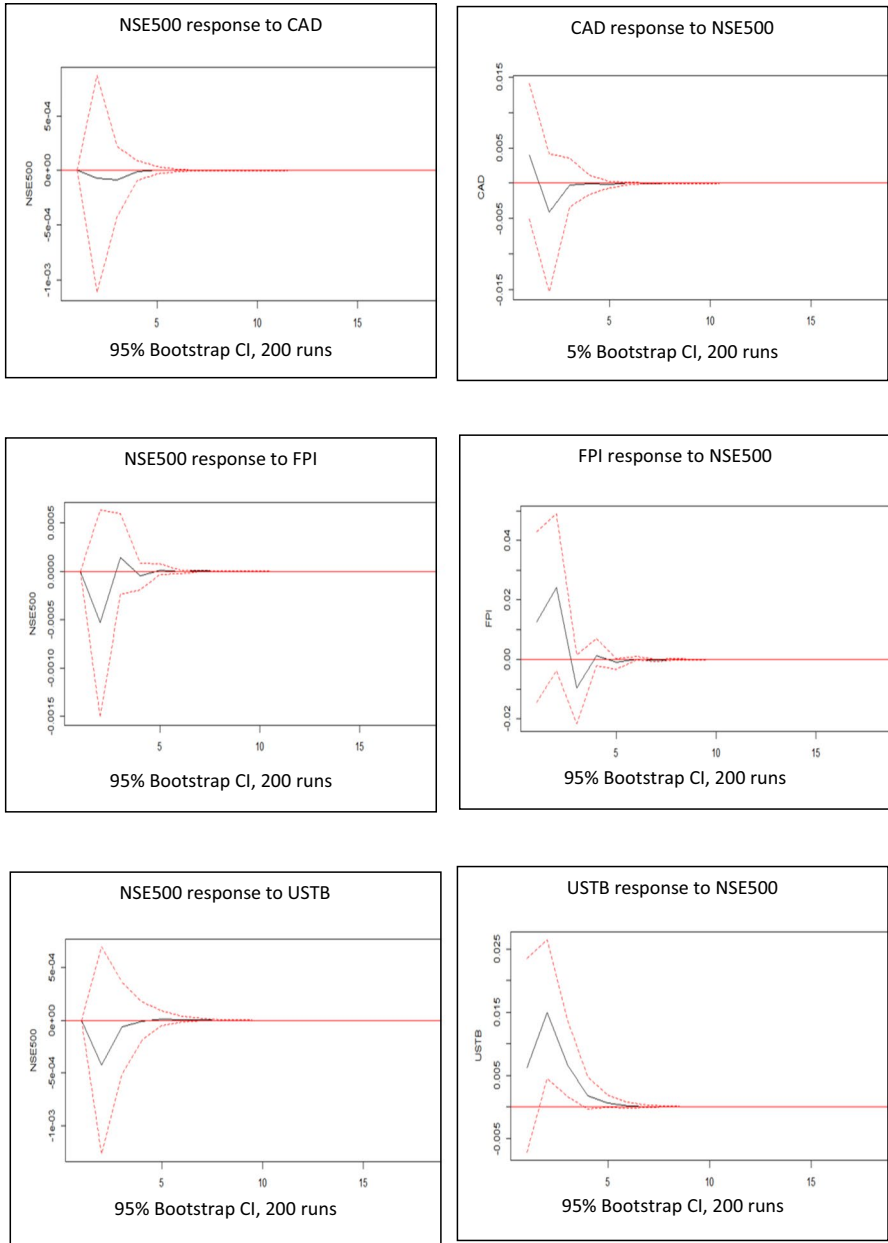 NSE500 response to CAD
NSE500
5e-04
0e+00
-5e-04
-1e-03
5 10 15
95% Bootstrap CI, 200 runs
CAD response to NSE500
CAD
0.015
0.005
-0.005
-0.015
5 10 15
5% Bootstrap CI, 200 runs
NSE500 response to FPI
NSE500
0.0005
0.0000
-0.0005
-0.0010
-0.0015
5 10 15
95% Bootstrap CI, 200 runs
FPI response to NSE500
FPI
0.04
0.02
0.00
-0.02
5 10 15
95% Bootstrap CI, 200 runs
NSE500 response to USTB
NSE500
5e-04
0e+00
-5e-04
-1e-03
5 10 15
95% Bootstrap CI, 200 runs
USTB response to NSE500
USTB
0.025
0.015
0.005
-0.005
5 10 15
95% Bootstrap CI, 200 runs